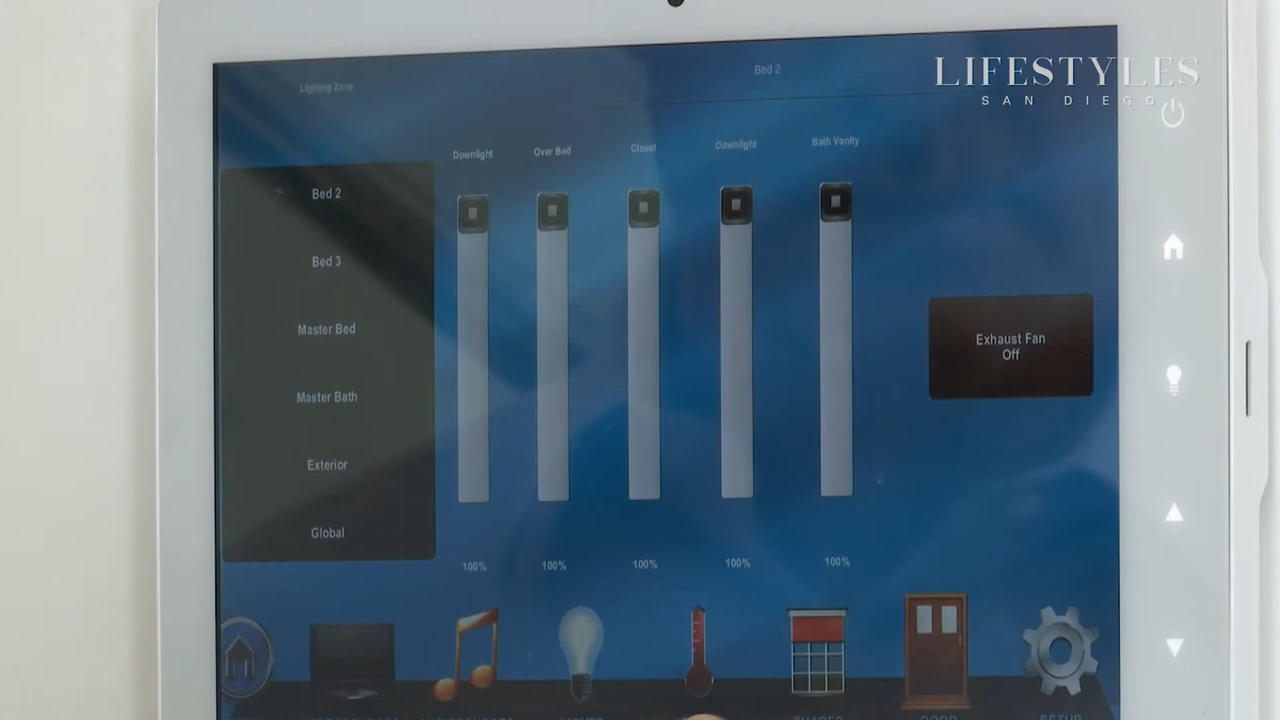 LIFESTYLES
SAN DIEGO
Lighting Zone
Bed 2
Downlight
Over Bed
Closet
Downlight
Bath Vanity
Bed 2
Bed 3
Master Bed
Master Bath
Exterior
Global
Exhaust Fan
Off
100%
100%
100%
100%
100%